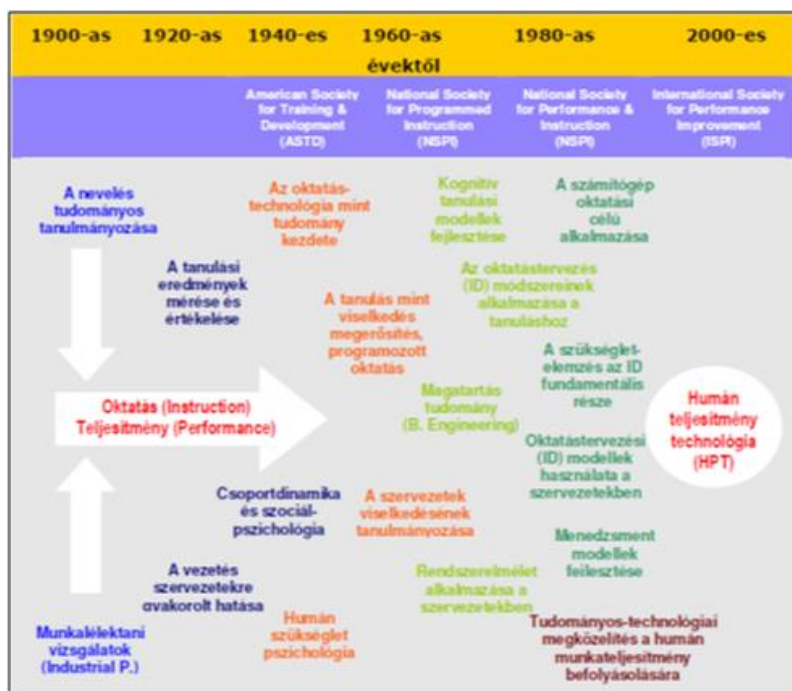 1900-as 1920-as 1940-es 1960-as 1980-as 2000-es
évektől
American Society
for Training &
Development
(ASTD)
National Society
for Programmed
Instruction
(NSPI)
National Society
for Performance &
Instruction
(NSPI)
International Society
for Performance
Improvement
(ISPI)
A nevelés
tudományos
tanulmányozása
Az oktatás-
technológia mint
tudomány
kezdete
Kognitív
tanulási
modellek
fejlesztése
A számítógép
oktatási
célú
alkalmazása
A tanulási
eredmények
mérése és
értékelése
A tanulás mint
viselkedés
megerősítés,
programozott
oktatás
Az oktatástervezés
(ID) módszereinek
alkalmazása a
tanuláshoz
A szükséglet-
elemzés az ID
fundamentális
része
Oktatás (Instruction)
Teljesítmény (Performance)
Magatartás
tudomány
(B. Engineering)
Humán
teljesítmény
technológia
(HPT)
Oktatástervezési
(ID) modellek
használata a
szervezetekben
Csoportdinamika
és szociál-
pszichológia
A szervezetek
viselkedésének
tanulmányozása
Menedzsment
modellek
fejlesztése
A vezetés
szervezetekre
gyakorolt hatása
Rendszerelmélet
alkalmazása a
szervezetekben
Munkalélektani
vizsgálatok
(Industrial P.)
Humán
szükséglet
pszichológia
Tudományos-technológiai
megközelítés a humán
munkateljesítmény
befolyásolására